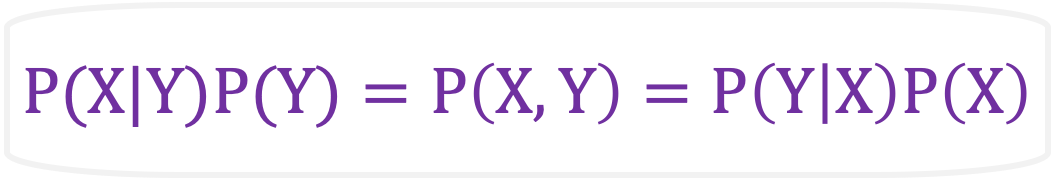 P(X|Y)P(Y) = P(X, Y) = P(Y|X)P(X)